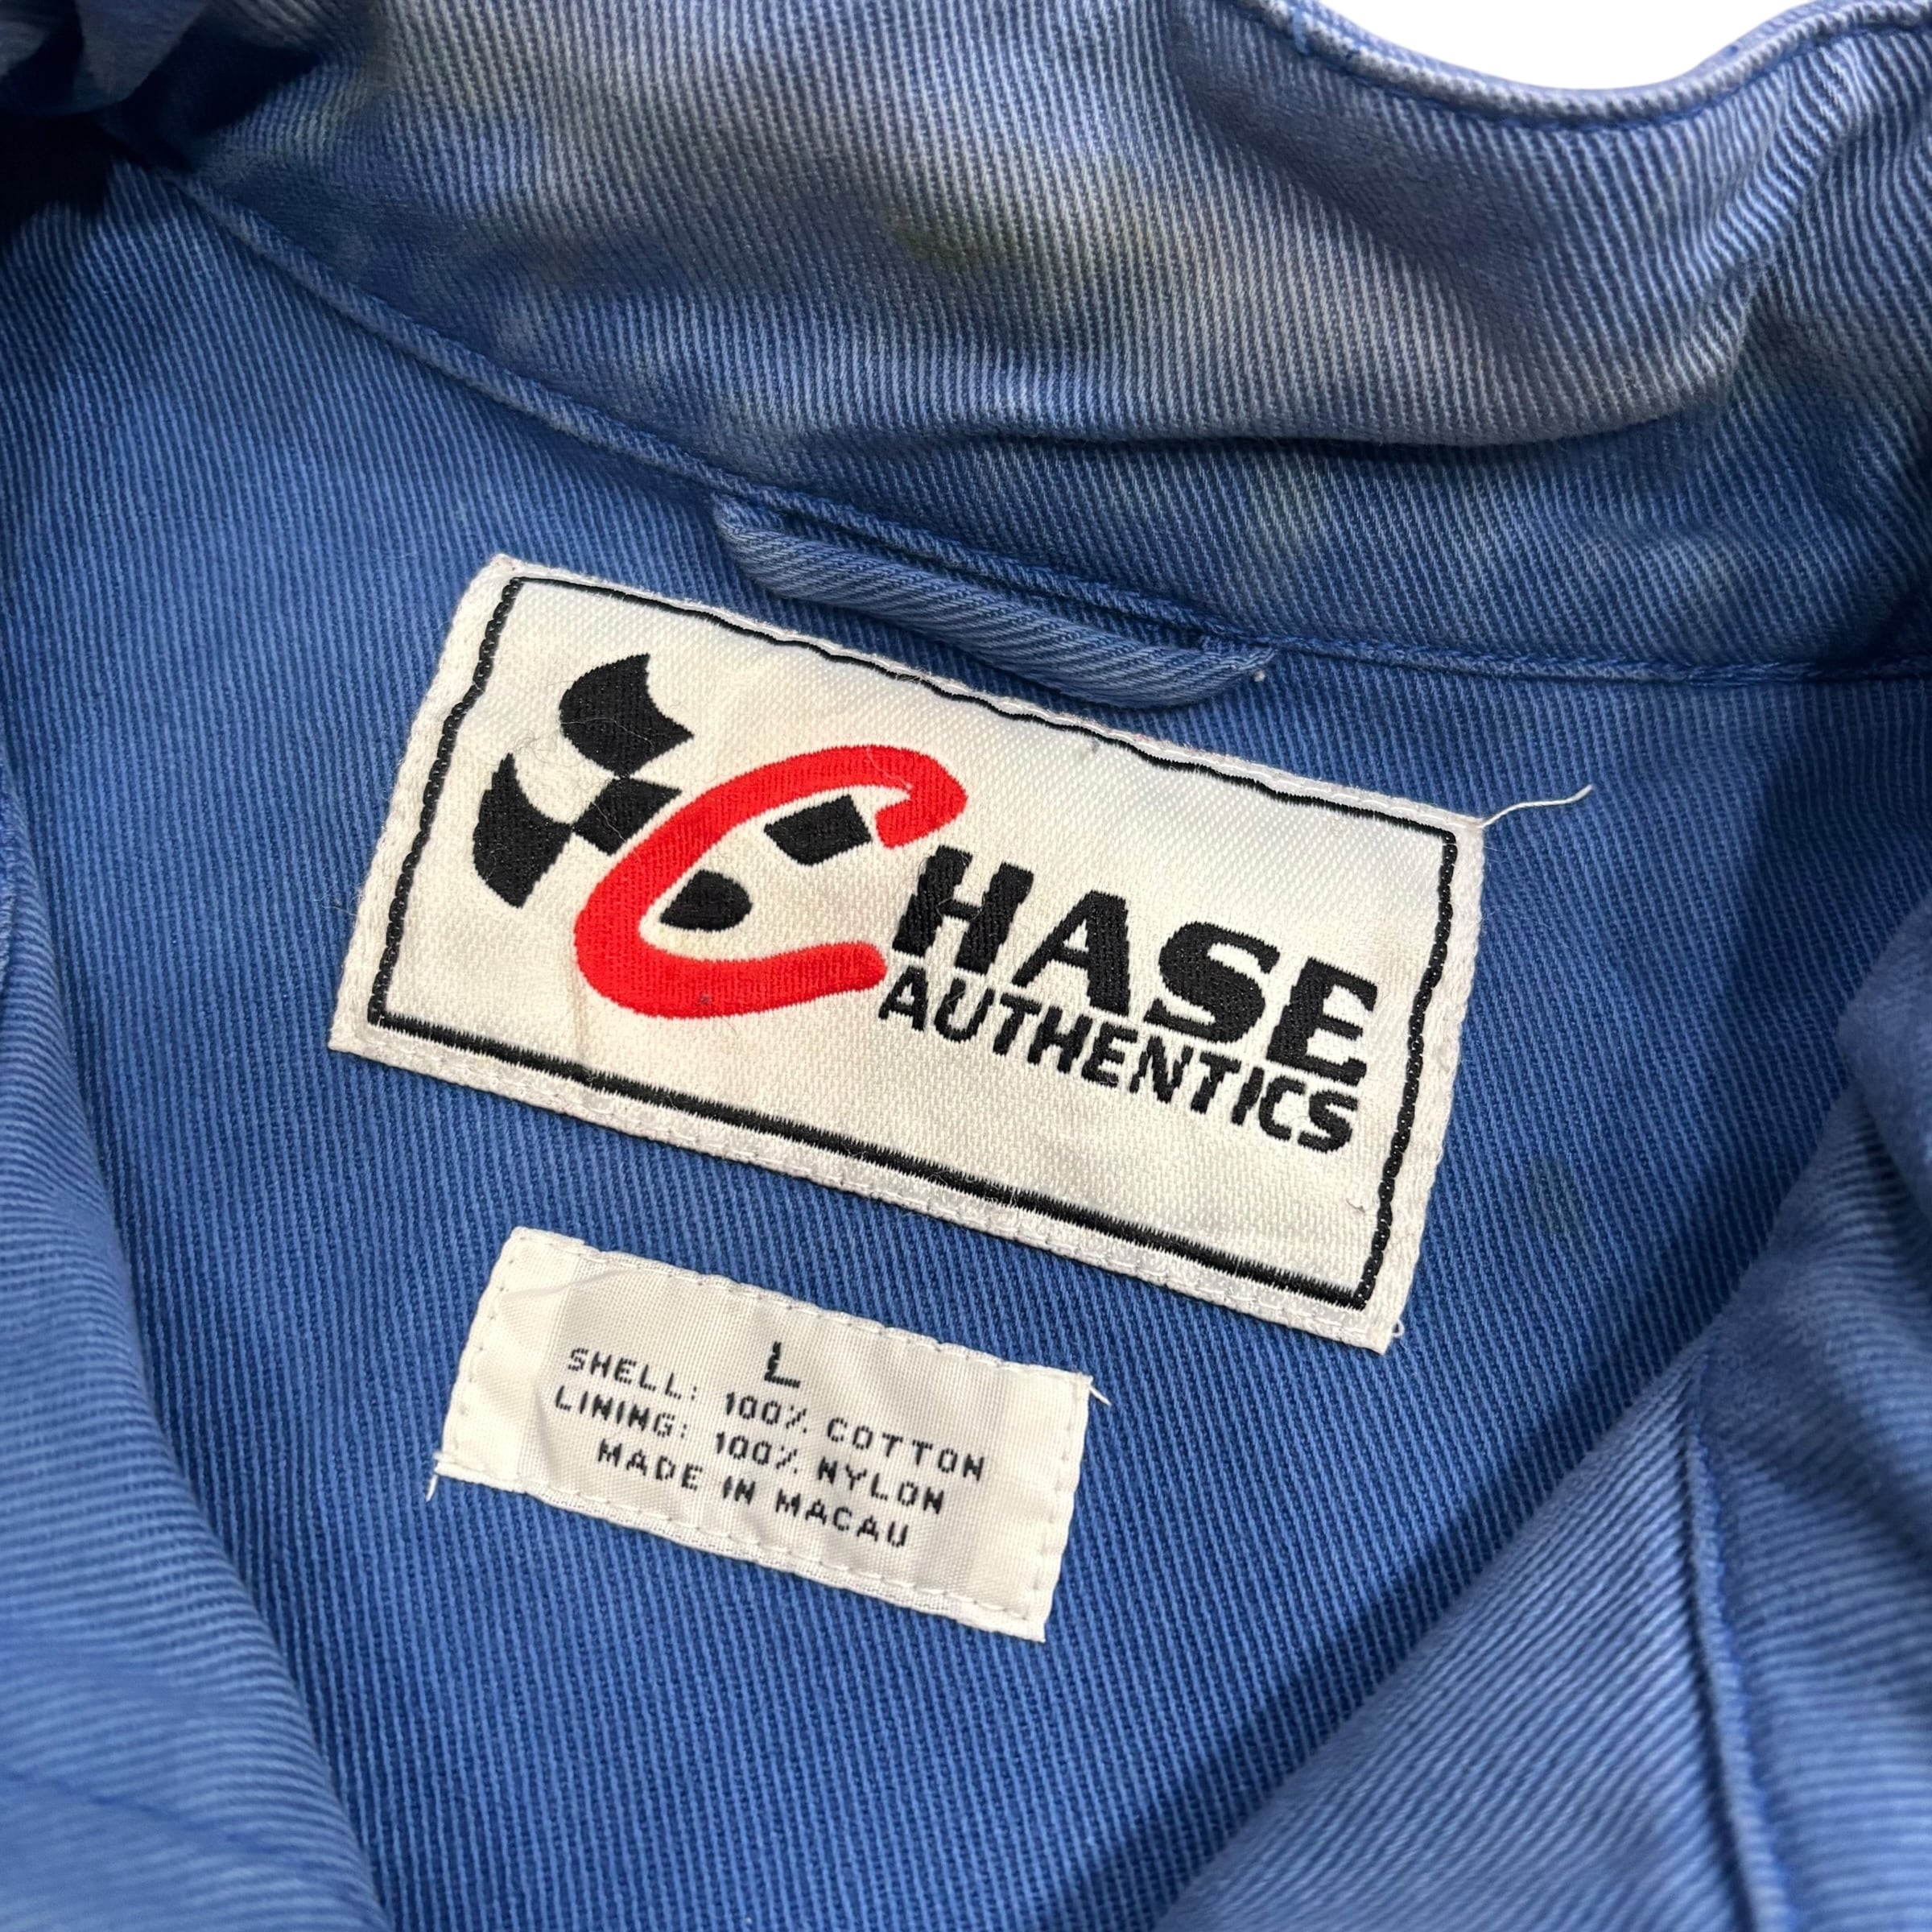 CHASE
AUTHENTICS
L
SHELL: 100% COTTON
LINING: 100% NYLON
MADE IN MACAU